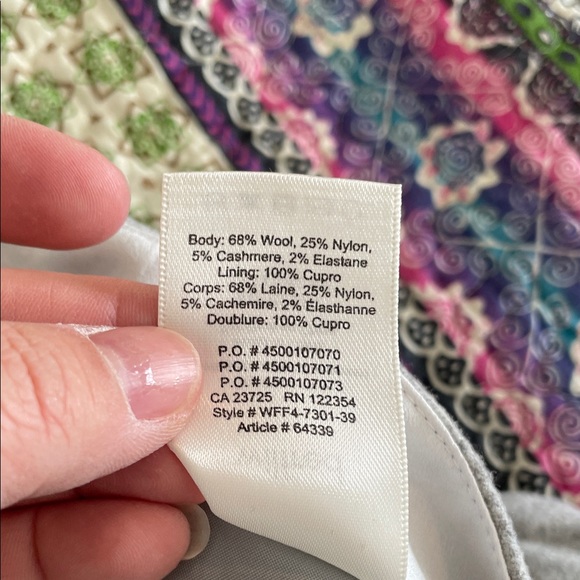 Body: 68% Wool, 25% Nylon,
5% Cashmere, 2% Elastane
Lining: 100% Cupro
Corps: 68% Laine, 25% Nylon,
5% Cachemire, 2% Élasthanne
Doublure: 100% Cupro
P.O. # 4500107070
P.O. # 4500107071
P.O. # 4500107073
CA 23725 RN 122354
Style # WFF4-7301-39
Article # 64339